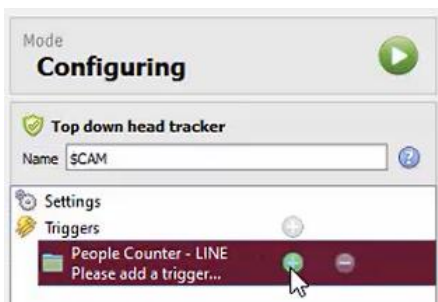 Mode
Configuring
Top down head tracker
Name $CAM
Settings
Triggers
People Counter - LINE
Please add a trigger...